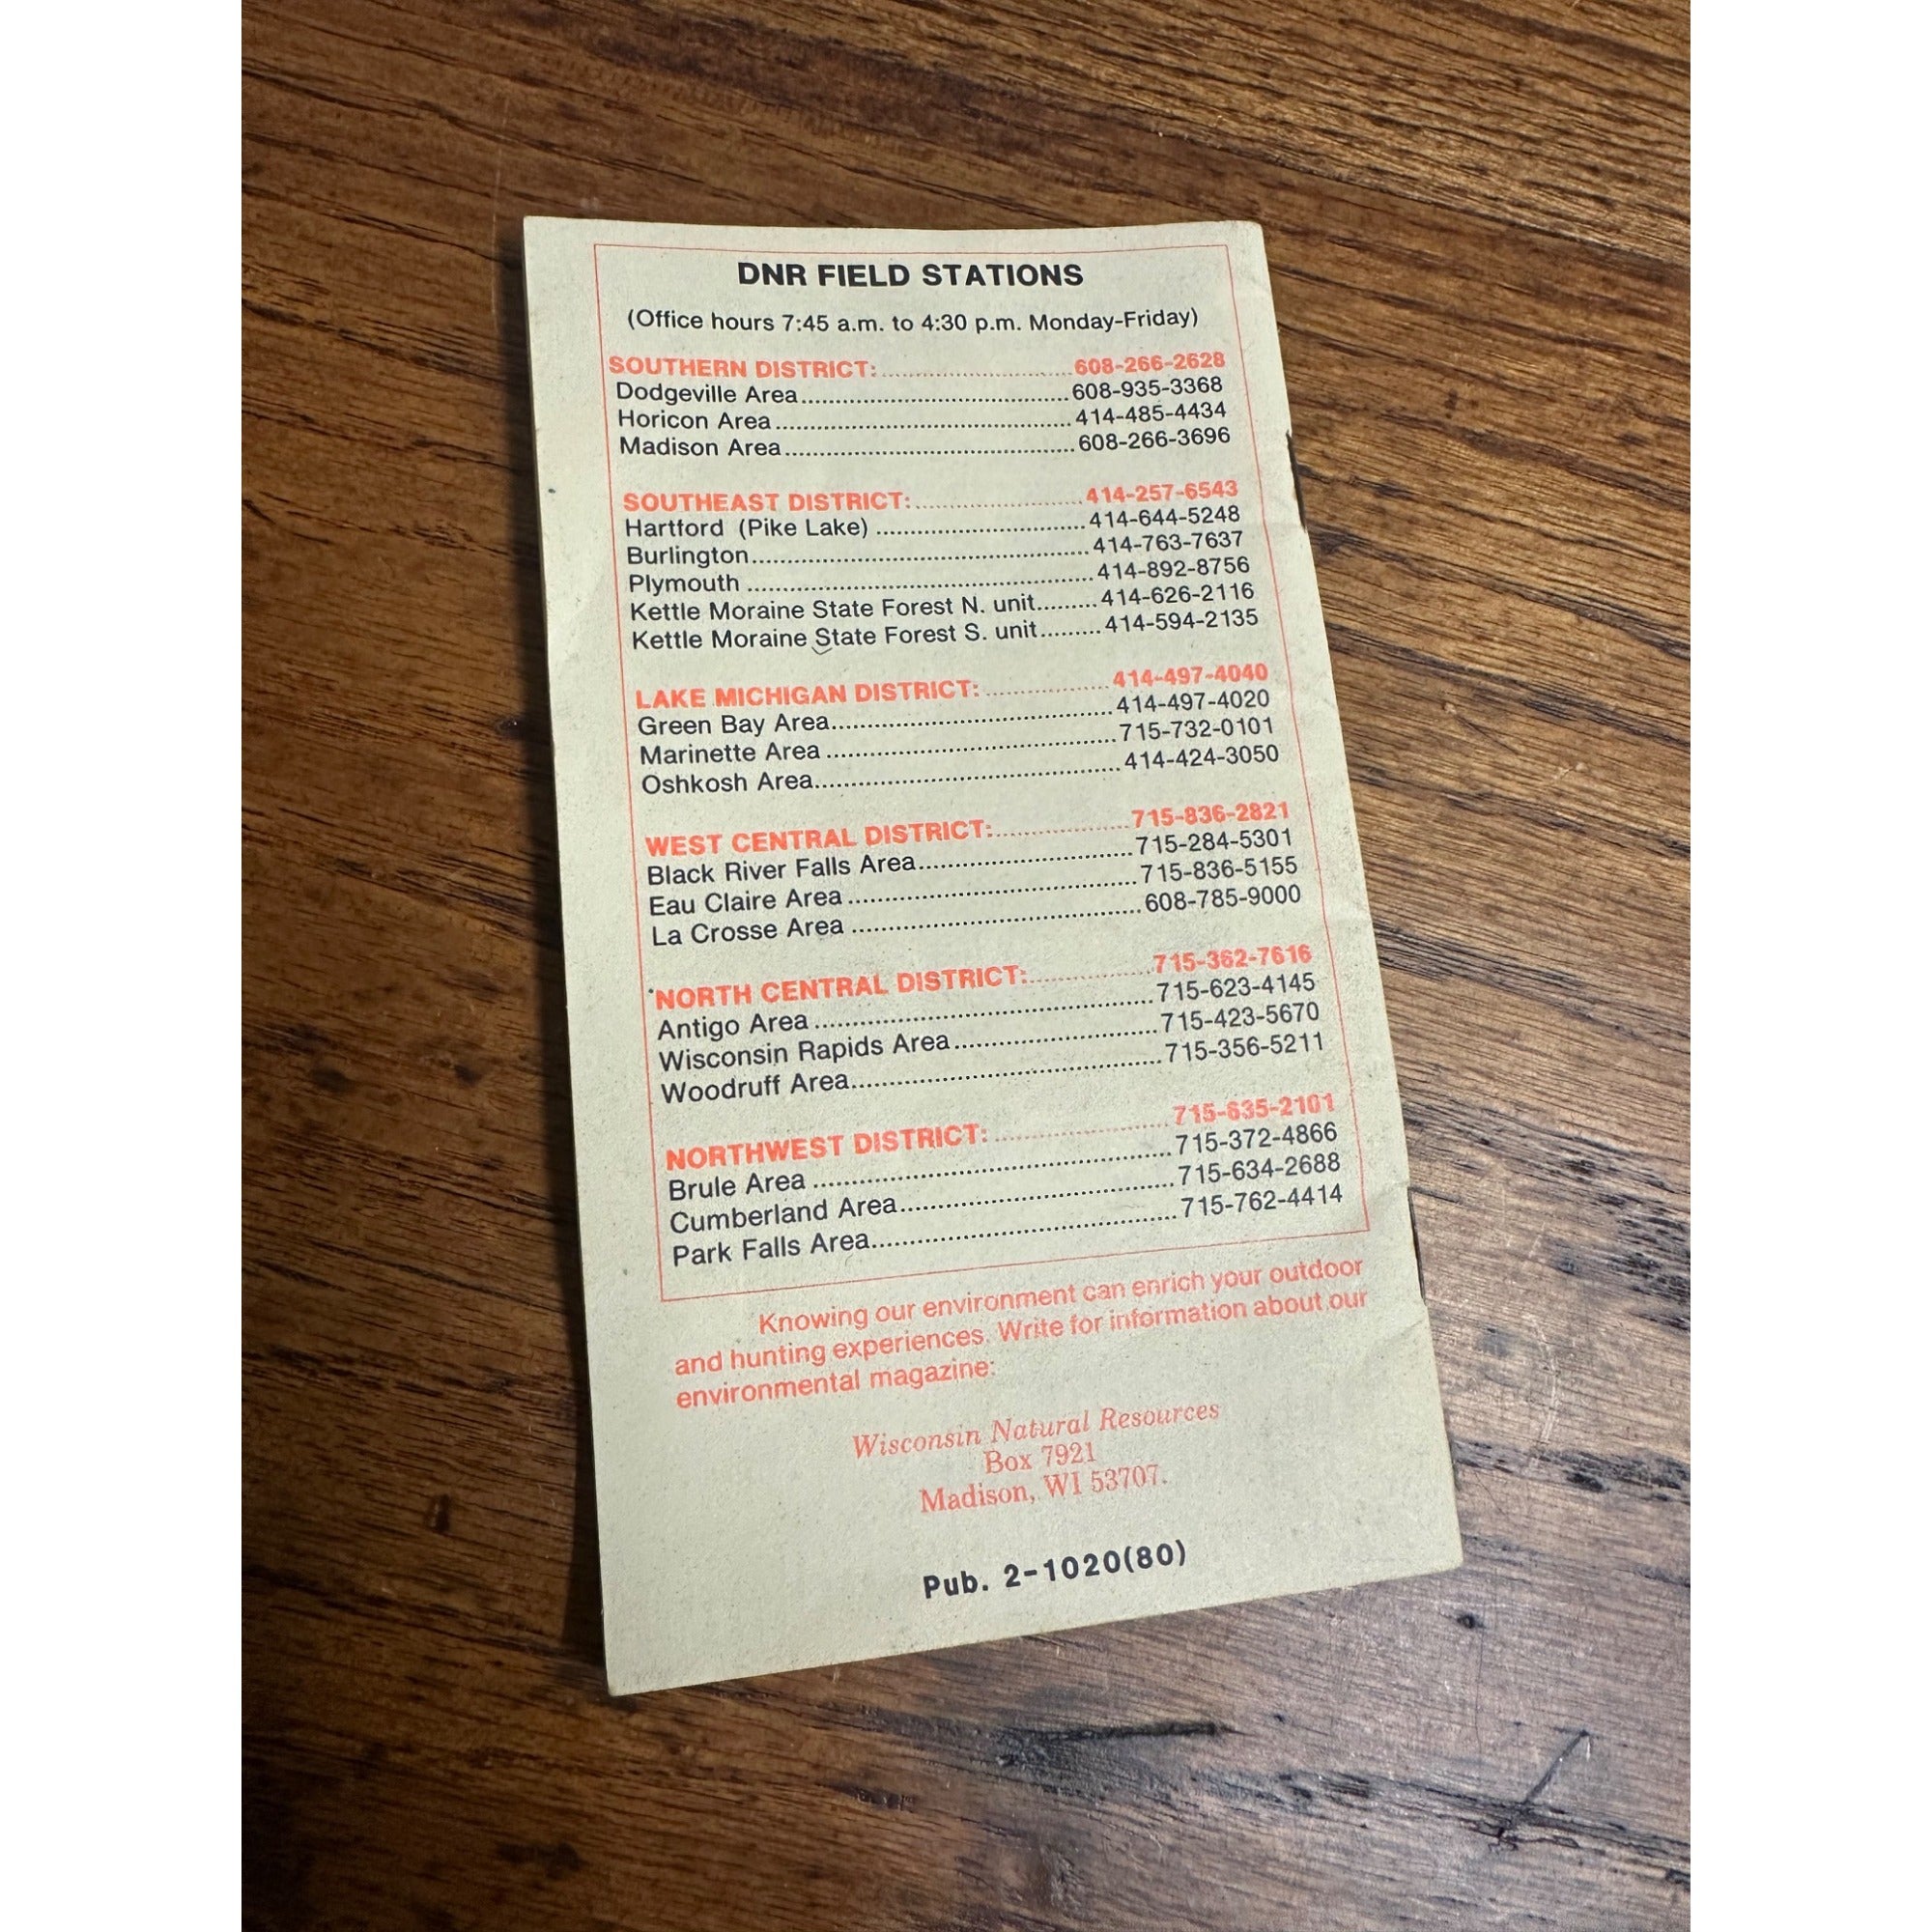 DNR FIELD STATIONS
(Office hours 7:45 a.m. to 4:30 p.m. Monday-Friday)
SOUTHERN DISTRICT:........................608-266-2628
Dodgeville Area........................................608-935-3368
Horicon Area............................................414-485-4434
Madison Area...........................................608-266-3696
SOUTHEAST DISTRICT:........................414-257-6543
Hartford (Pike Lake) ...............................414-644-5248
Burlington..................................................414-763-7637
Plymouth ...................................................414-892-8756
Kettle Moraine State Forest N. unit.........414-626-2116
Kettle Moraine State Forest S. unit.........414-594-2135
LAKE MICHIGAN DISTRICT: .................414-497-4040
Green Bay Area.........................................414-497-4020
Marinette Area ..........................................715-732-0101
Oshkosh Area............................................414-424-3050
WEST CENTRAL DISTRICT:...................715-836-2821
Black River Falls Area...............................715-284-5301
Eau Claire Area .........................................715-836-5155
La Crosse Area .........................................608-785-9000
NORTH CENTRAL DISTRICT:.................715-362-7616
Antigo Area ...............................................715-623-4145
Wisconsin Rapids Area.............................715-423-5670
Woodruff Area...........................................715-356-5211
NORTHWEST DISTRICT: ........................715-635-2101
Brule Area .................................................715-372-4866
Cumberland Area......................................715-634-2688
Park Falls Area..........................................715-762-4414
Knowing our environment can enrich your outdoor
and hunting experiences. Write for information about our
environmental magazine:
Wisconsin Natural Resources
Box 7921
Madison, WI 53707.
Pub. 2-1020(80)